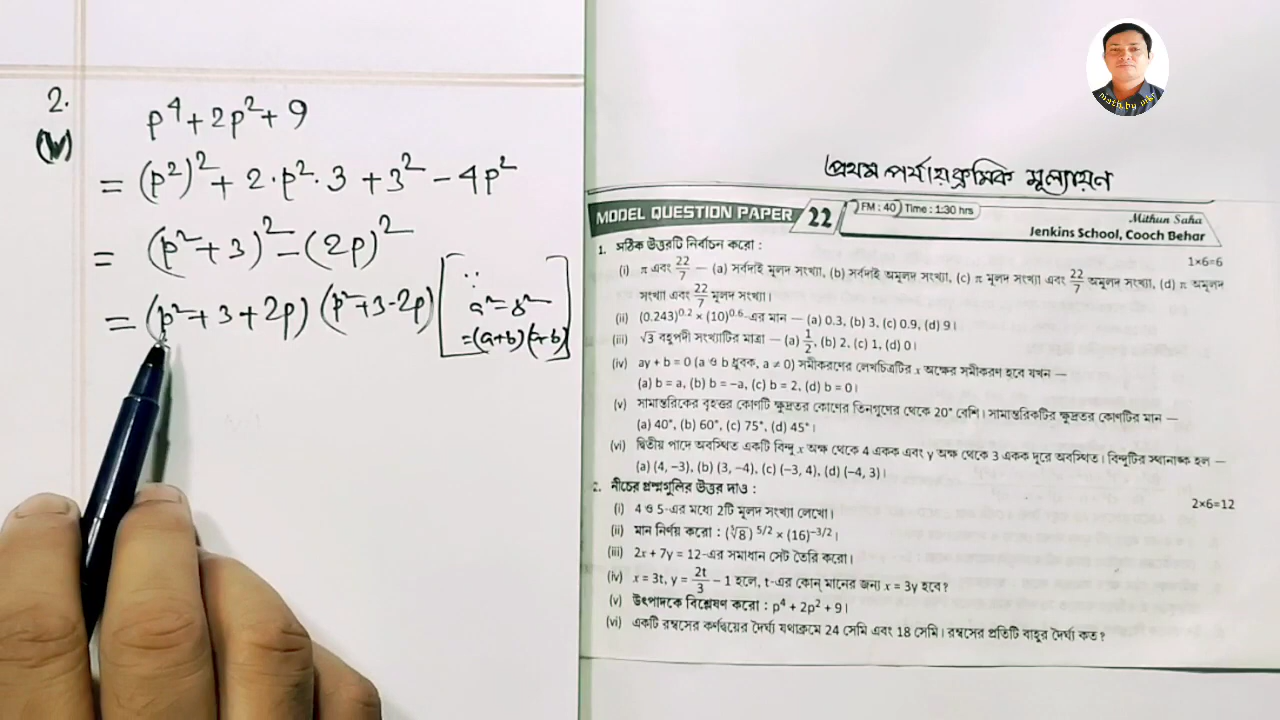 2.
(v)
p⁴ + 2p² + 9
= (p²)² + 2·p²·3 + 3² − 4p²
= (p² + 3)² − (2p)²
= (p² + 3 + 2p) (p² + 3 - 2p) [∵ a² − b² = (a+b) (a-b)]
math by mbr
প্রথম পর্যায়ক্রমিক মূল্যায়ন
MODEL QUESTION PAPER 22 FM : 40 Time : 1:30 hrs
Mithun Saha
Jenkins School, Cooch Behar
1. সঠিক উত্তরটি নির্বাচন করো : 1×6=6
(i) π এবং 22/7 — (a) সর্বদাই মূলদ সংখ্যা, (b) সর্বদাই অমূলদ সংখ্যা, (c) π মূলদ সংখ্যা এবং 22/7 অমূলদ সংখ্যা, (d) π অমূলদ
সংখ্যা এবং 22/7 মূলদ সংখ্যা।
(ii) (0.243)^0.2 × (10)^0.6-এর মান — (a) 0.3, (b) 3, (c) 0.9, (d) 9।
(iii) √3 বহুপদী সংখ্যাটির মাত্রা — (a) 1/2, (b) 2, (c) 1, (d) 0।
(iv) ay + b = 0 (a ও b ধ্রুবক, a ≠ 0) সমীকরণের লেখচিত্রটির x অক্ষের সমীকরণ হবে যখন —
(a) b = a, (b) b = −a, (c) b = 2, (d) b = 0।
(v) সামান্তরিকের বৃহত্তর কোণটি ক্ষুদ্রতর কোণের তিনগুণের থেকে 20° বেশি। সামান্তরিকটির ক্ষুদ্রতর কোণটির মান —
(a) 40°, (b) 60°, (c) 75°, (d) 45°।
(vi) দ্বিতীয় পাদে অবস্থিত একটি বিন্দু x অক্ষ থেকে 4 একক এবং y অক্ষ থেকে 3 একক দূরে অবস্থিত। বিন্দুটির স্থানাঙ্ক হল —
(a) (4, −3), (b) (3, −4), (c) (−3, 4), (d) (−4, 3)।
2. নীচের প্রশ্নগুলির উত্তর দাও : 2×6=12
(i) 4 ও 5-এর মধ্যে 2টি মূলদ সংখ্যা লেখো।
(ii) মান নির্ণয় করো : (∛8)^5/2 × (16)^−3/2।
(iii) 2x + 7y = 12-এর সমাধান সেট তৈরি করো।
(iv) x = 3t, y = 2t/3 − 1 হলে, t-এর কোন্ মানের জন্য x = 3y হবে?
(v) উৎপাদকে বিশ্লেষণ করো : p⁴ + 2p² + 9।
(vi) একটি রম্বসের কর্ণদ্বয়ের দৈর্ঘ্য যথাক্রমে 24 সেমি এবং 18 সেমি। রম্বসের প্রতিটি বাহুর দৈর্ঘ্য কত?